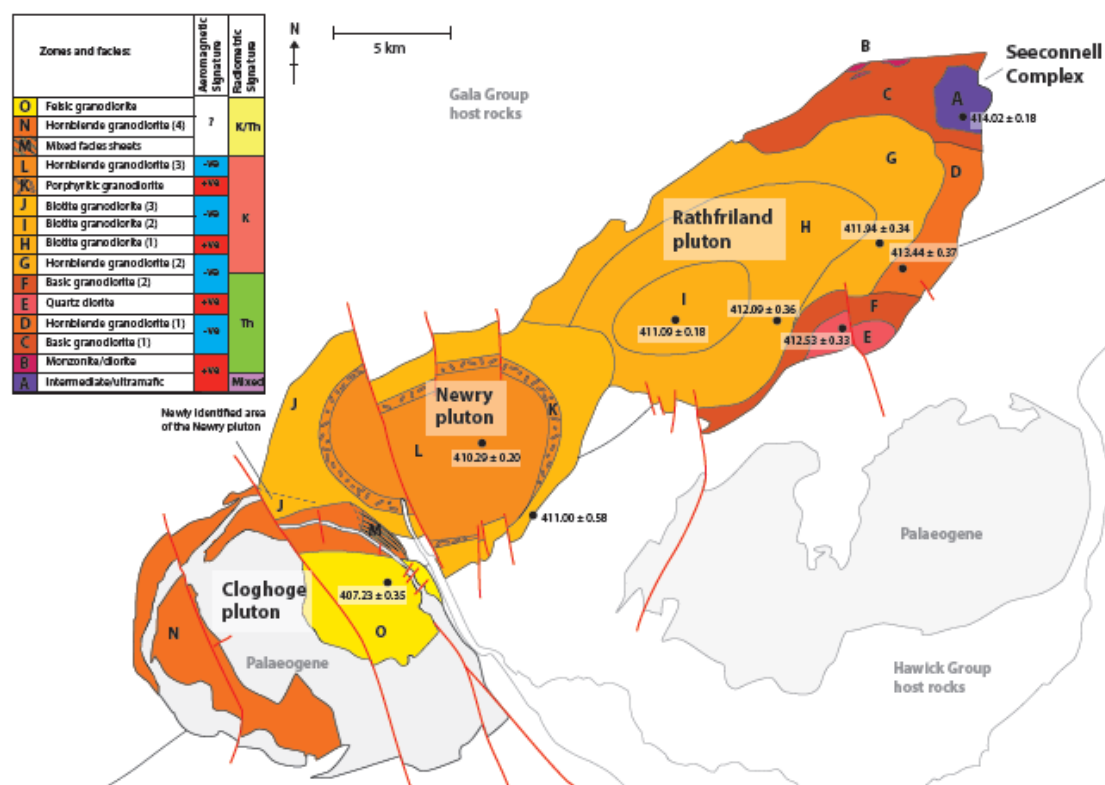 Zones and facies:
Aeromagnetic
Signature
Radiometric
Signature
O Felsic granodiorite
N Hornblende granodiorite (4)
M Mixed facies sheets
L Hornblende granodiorite (3)
K Porphyritic granodiorite
J Biotite granodiorite (3)
I Biotite granodiorite (2)
H Biotite granodiorite (1)
G Hornblende granodiorite (2)
F Basic granodiorite (2)
E Quartz diorite
D Hornblende granodiorite (1)
C Basic granodiorite (1)
B Monzonite/diorite
A Intermediate/ultramafic
?
-ve
+ve
-ve
+ve
-ve
+ve
-ve
+ve
K/Th
K
Th
Mixed
N
5 km
Gala Group
host rocks
B
Seeconnell
Complex
C
A
414.02 ± 0.18
G
D
Rathfriland
pluton
H
411.94 ± 0.34
413.44 ± 0.37
I
411.09 ± 0.18
412.09 ± 0.36
F
E
412.53 ± 0.33
Newly identified area
of the Newry pluton
J
Newry
pluton
K
L
410.29 ± 0.20
J
411.00 ± 0.58
M
Palaeogene
Cloghoge
pluton
407.23 ± 0.35
O
N
Palaeogene
Hawick Group
host rocks